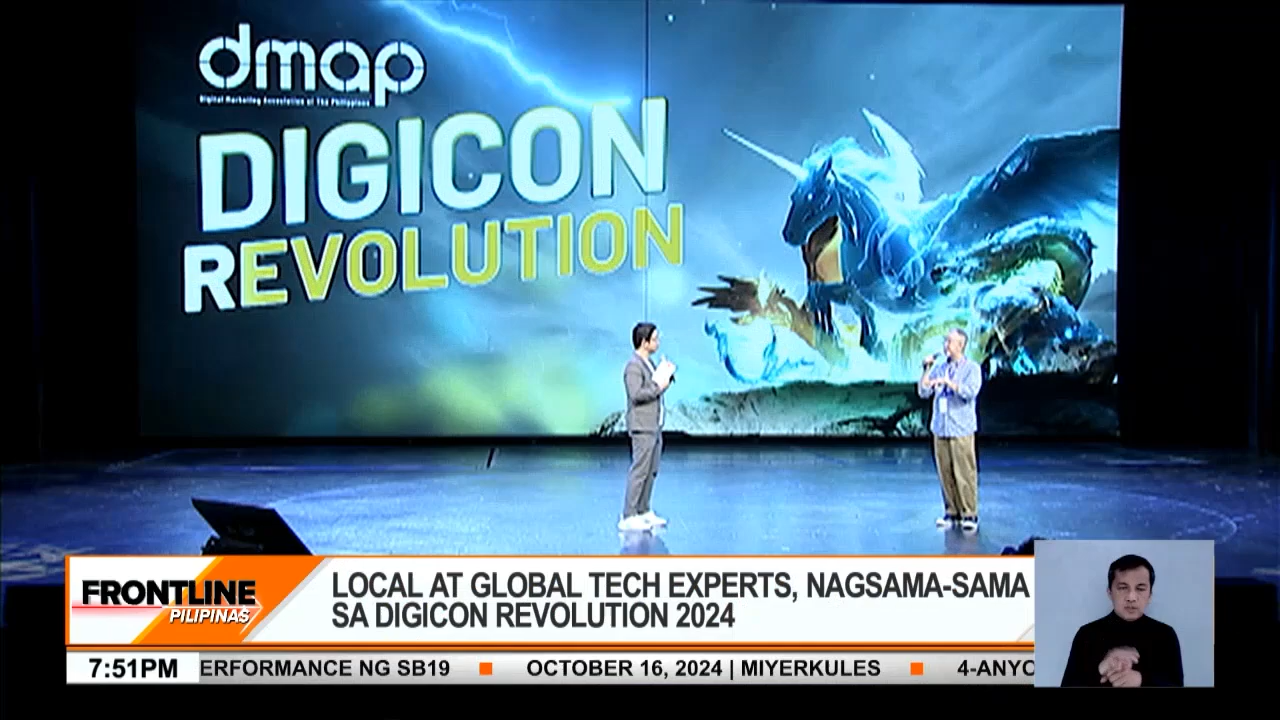 dmap
Digital Marketing Association of The Philippines
DIGICON
REVOLUTION
FRONTLINE
PILIPINAS
LOCAL AT GLOBAL TECH EXPERTS, NAGSAMA-SAMA
SA DIGICON REVOLUTION 2024
7:51PM
ERFORMANCE NG SB19 ■ OCTOBER 16, 2024 | MIYERKULES ■ 4-ANYO